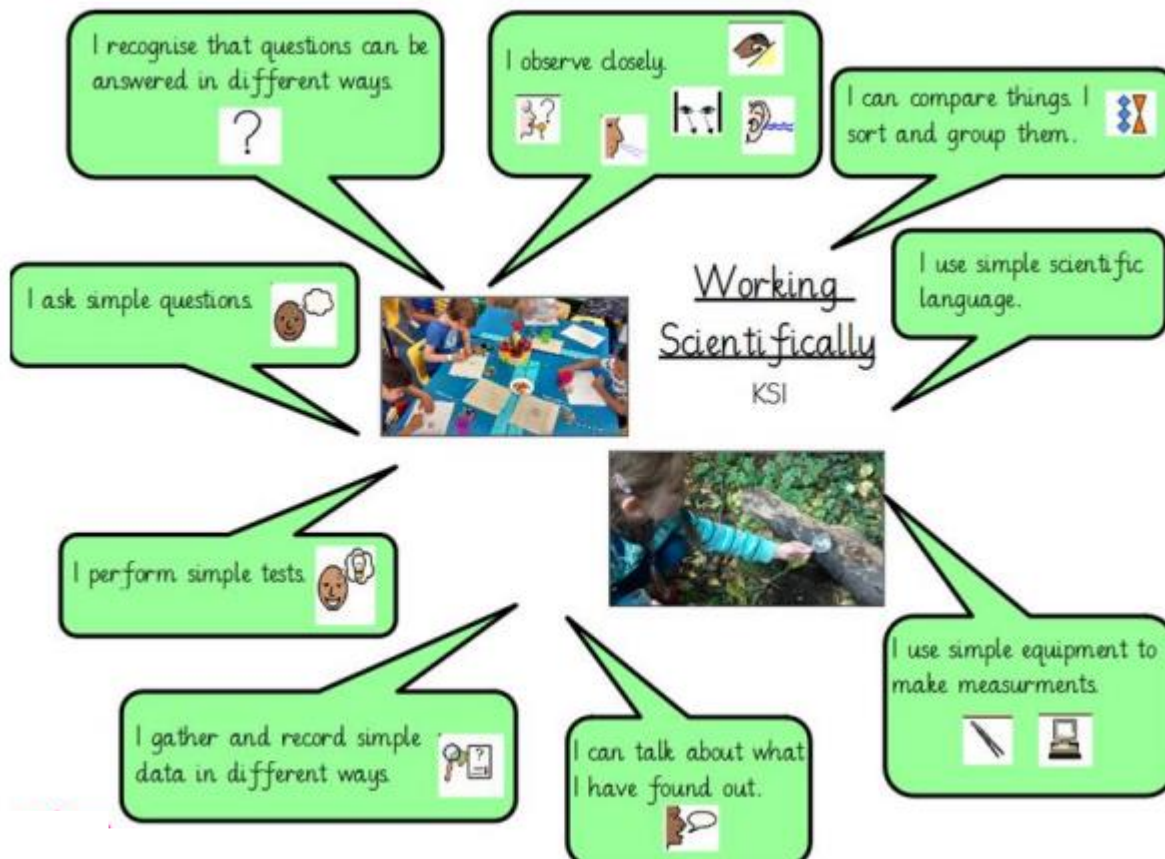 I recognise that questions can be
answered in different ways.
?
I observe closely.
I can compare things. I
sort and group them.
I ask simple questions.
Working
Scientifically
KS1
I use simple scientific
language.
I perform simple tests.
I use simple equipment to
make measurments.
I gather and record simple
data in different ways.
I can talk about what
I have found out.